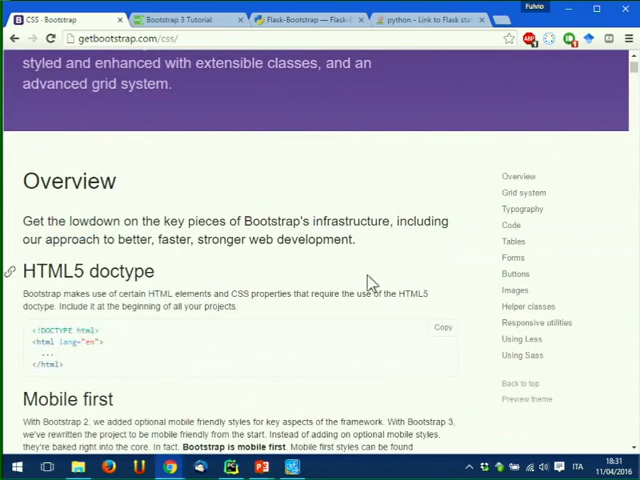 Fulvio
CSS · Bootstrap
Bootstrap 3 Tutorial
Flask-Bootstrap — Flask-
python - Link to Flask sta
getbootstrap.com/css/
styled and enhanced with extensible classes, and an
advanced grid system.
Overview
Get the lowdown on the key pieces of Bootstrap's infrastructure, including
our approach to better, faster, stronger web development.
HTML5 doctype
Bootstrap makes use of certain HTML elements and CSS properties that require the use of the HTML5
doctype. Include it at the beginning of all your projects.
Copy
<!DOCTYPE html>
<html lang="en">
...
</html>
Mobile first
With Bootstrap 2, we added optional mobile friendly styles for key aspects of the framework. With Bootstrap 3,
we've rewritten the project to be mobile friendly from the start. Instead of adding on optional mobile styles,
they're baked right into the core. In fact, Bootstrap is mobile first. Mobile first styles can be found
Overview
Grid system
Typography
Code
Tables
Forms
Buttons
Images
Helper classes
Responsive utilities
Using Less
Using Sass
Back to top
Preview theme
ITA
18:31
11/04/2016